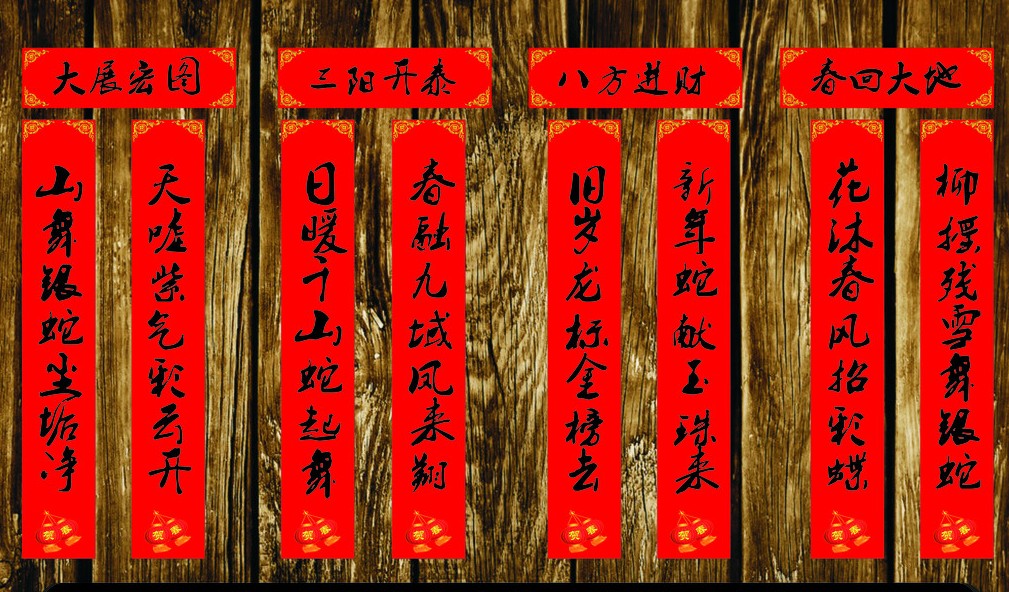 大展宏图
三阳开泰
八方进财
春回大地
山舞银蛇尘垢净
天嘘紫气彩云开
日暖千山蛇起舞
春融九域凤来翔
旧岁龙标金榜去
新年蛇献玉珠来
花沐春风招彩蝶
柳摆残雪舞银蛇
贺
春
贺
春
贺
春
贺
春
贺
春
贺
春
贺
春
贺
春